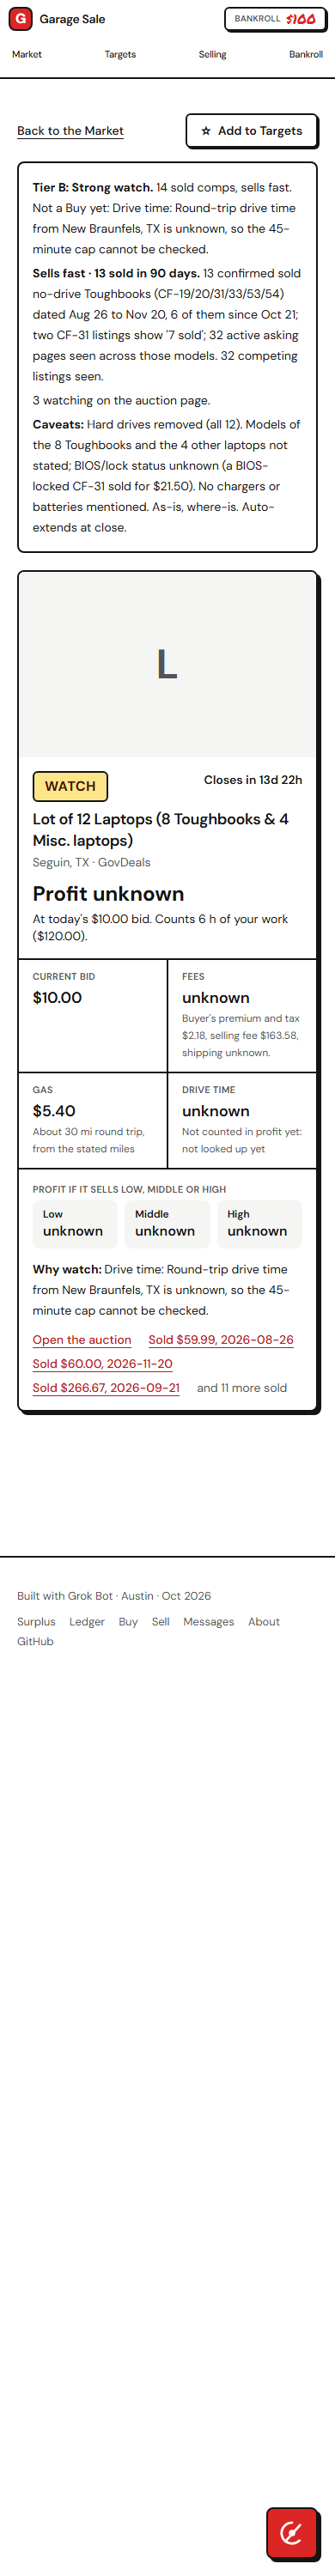 G Garage Sale
BANKROLL $100
Market Targets Selling Bankroll
Back to the Market
☆ Add to Targets
Tier B: Strong watch. 14 sold comps, sells fast.
Not a Buy yet: Drive time: Round-trip drive time
from New Braunfels, TX is unknown, so the 45-
minute cap cannot be checked.
Sells fast · 13 sold in 90 days. 13 confirmed sold
no-drive Toughbooks (CF-19/20/31/33/53/54)
dated Aug 26 to Nov 20, 6 of them since Oct 21;
two CF-31 listings show '7 sold'; 32 active asking
pages seen across those models. 32 competing
listings seen.
3 watching on the auction page.
Caveats: Hard drives removed (all 12). Models of
the 8 Toughbooks and the 4 other laptops not
stated; BIOS/lock status unknown (a BIOS-
locked CF-31 sold for $21.50). No chargers or
batteries mentioned. As-is, where-is. Auto-
extends at close.
L
WATCH
Closes in 13d 22h
Lot of 12 Laptops (8 Toughbooks & 4
Misc. laptops)
Seguin, TX · GovDeals
Profit unknown
At today's $10.00 bid. Counts 6 h of your work
($120.00).
CURRENT BID
$10.00
FEES
unknown
Buyer's premium and tax
$2.18, selling fee $163.58,
shipping unknown.
GAS
$5.40
About 30 mi round trip,
from the stated miles
DRIVE TIME
unknown
Not counted in profit yet:
not looked up yet
PROFIT IF IT SELLS LOW, MIDDLE OR HIGH
Low
unknown
Middle
unknown
High
unknown
Why watch: Drive time: Round-trip drive time
from New Braunfels, TX is unknown, so the 45-
minute cap cannot be checked.
Open the auction Sold $59.99, 2026-08-26
Sold $60.00, 2026-11-20
Sold $266.67, 2026-09-21 and 11 more sold
Built with Grok Bot · Austin · Oct 2026
Surplus Ledger Buy Sell Messages About
GitHub